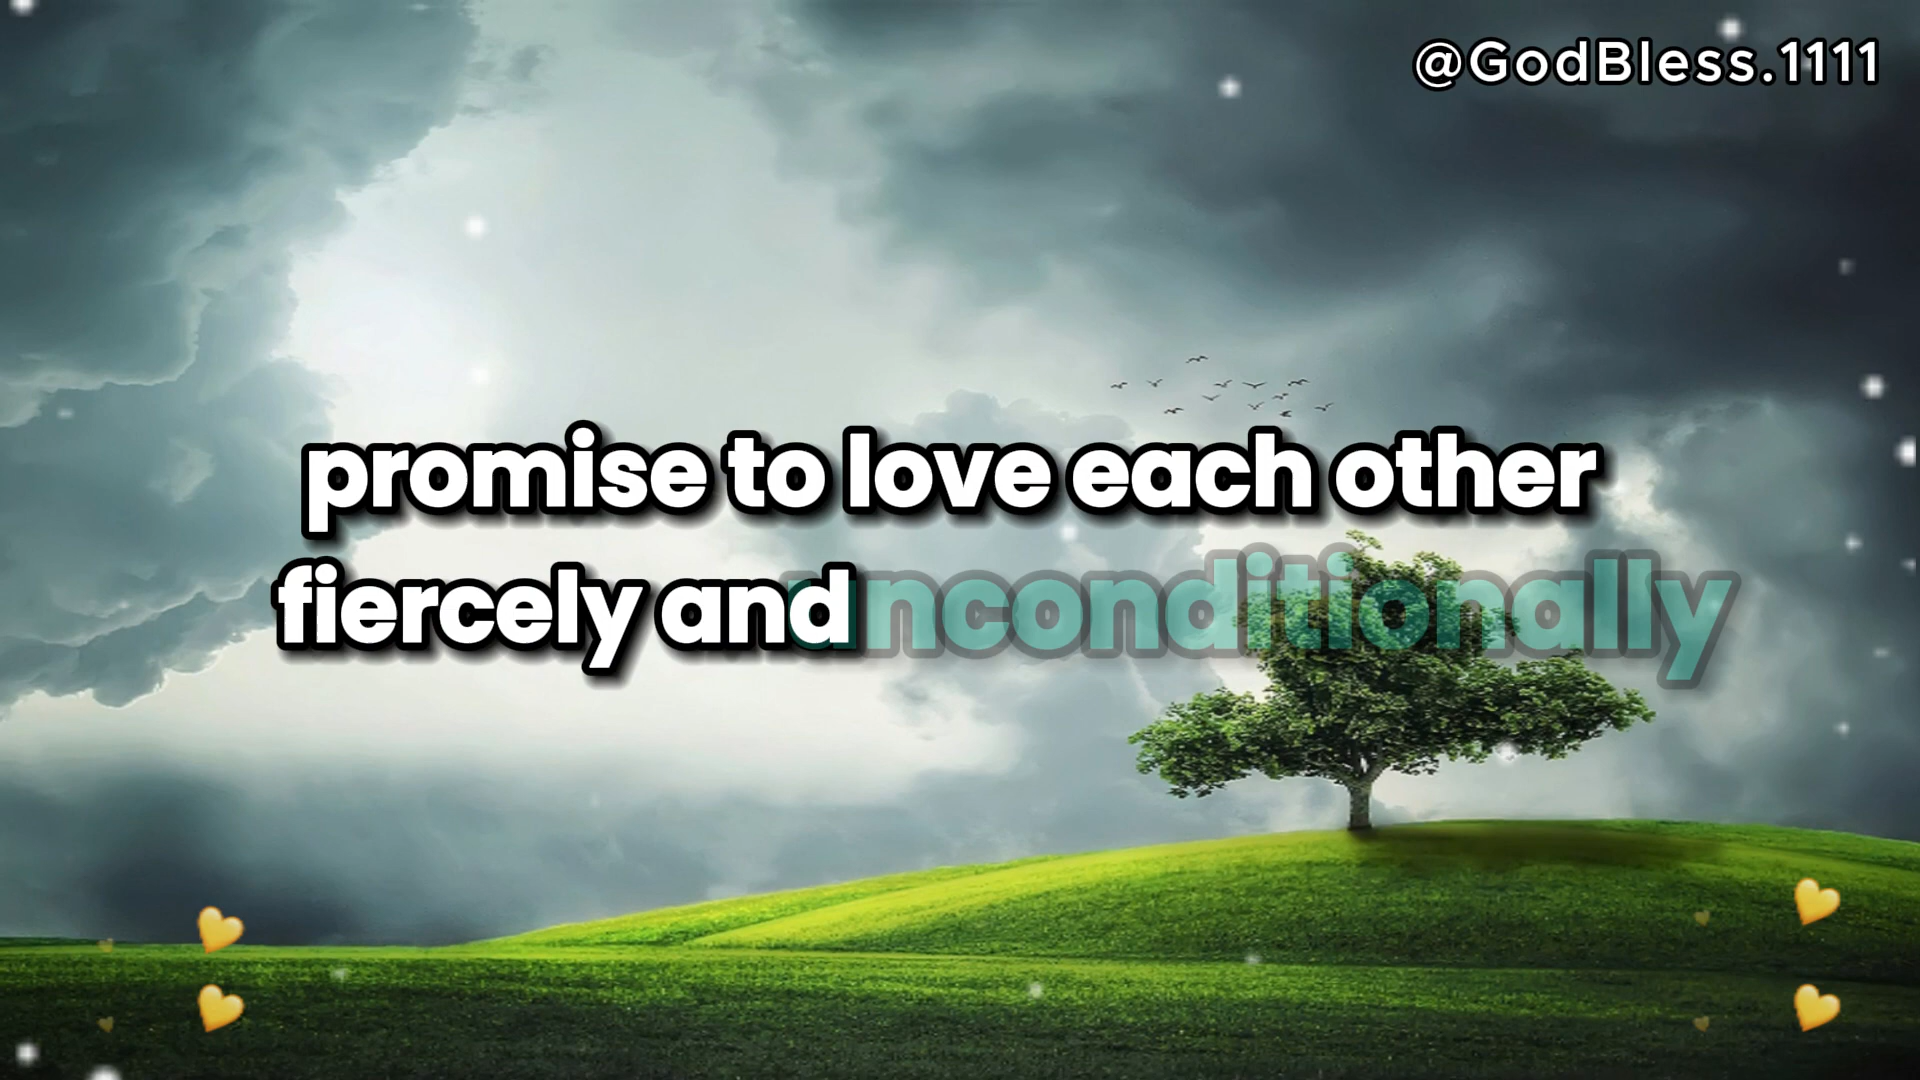 @GodBless.1111
promise to love each other
fiercely and unconditionally